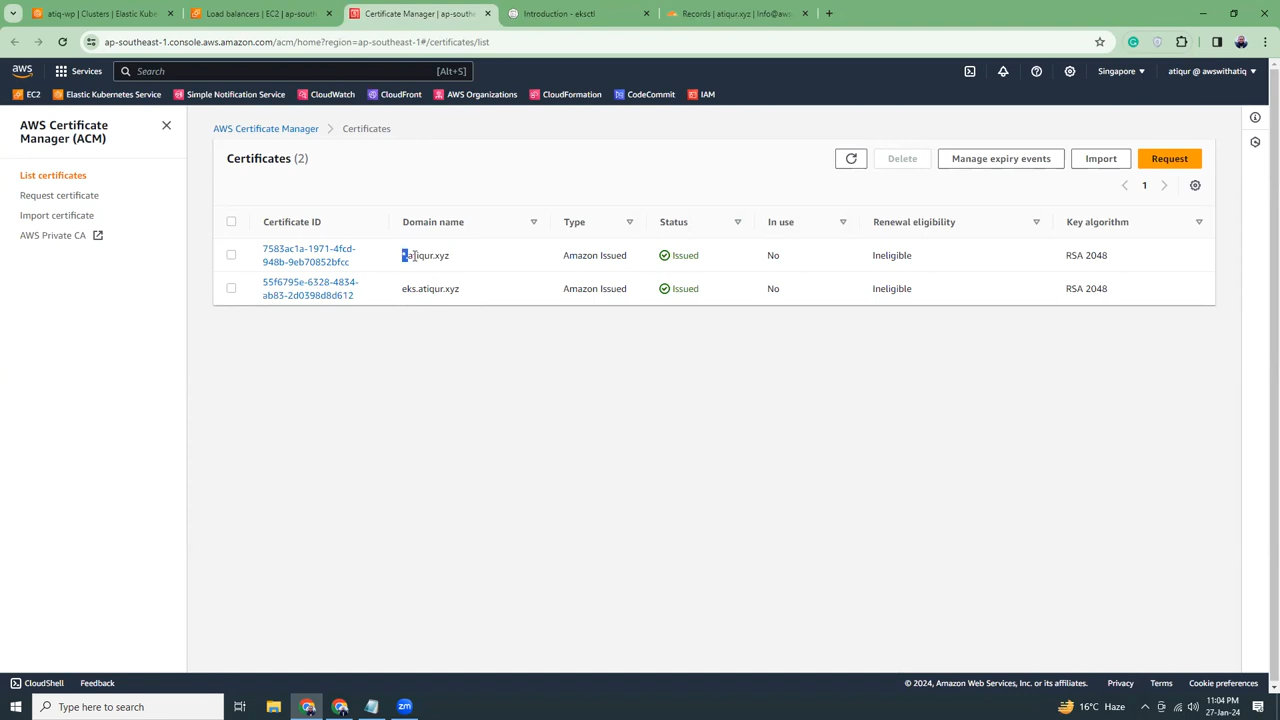 atiq-wp | Clusters | Elastic Kube
Load balancers | EC2 | ap-south
Certificate Manager | ap-south
Introduction - eksctl
Records | atiqur.xyz | Info@aws
ap-southeast-1.console.aws.amazon.com/acm/home?region=ap-southeast-1#/certificates/list
aws
Services
Search
[Alt+S]
Singapore
atiqur @ awswithatiq
EC2
Elastic Kubernetes Service
Simple Notification Service
CloudWatch
CloudFront
AWS Organizations
CloudFormation
CodeCommit
IAM
AWS Certificate
Manager (ACM)
List certificates
Request certificate
Import certificate
AWS Private CA
AWS Certificate Manager
Certificates
Certificates (2)
Delete
Manage expiry events
Import
Request
1
Certificate ID Domain name Type Status In use Renewal eligibility Key algorithm
7583ac1a-1971-4fcd-
948b-9eb70852bfcc
*.atiqur.xyz Amazon Issued Issued No Ineligible RSA 2048
55f6795e-6328-4834-
ab83-2d0398d8d612
eks.atiqur.xyz Amazon Issued Issued No Ineligible RSA 2048
CloudShell
Feedback
© 2024, Amazon Web Services, Inc. or its affiliates.
Privacy
Terms
Cookie preferences
Type here to search
16°C Haze
11:04 PM
27-Jan-24